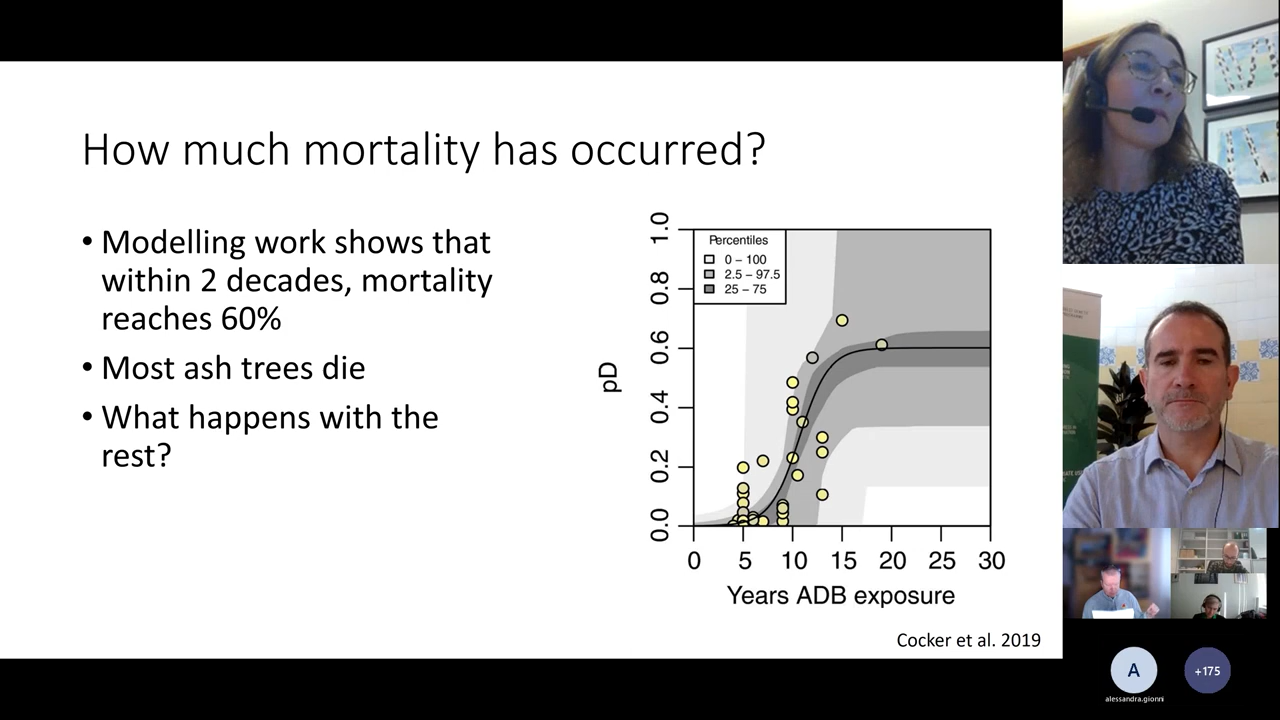 How much mortality has occurred?
• Modelling work shows that
within 2 decades, mortality
reaches 60%
• Most ash trees die
• What happens with the
rest?
Percentiles
0 – 100
2.5 – 97.5
25 – 75
pD
1.0
0.8
0.6
0.4
0.2
0.0
0 5 10 15 20 25 30
Years ADB exposure
Cocker et al. 2019
A
+175
alessandra.gionni